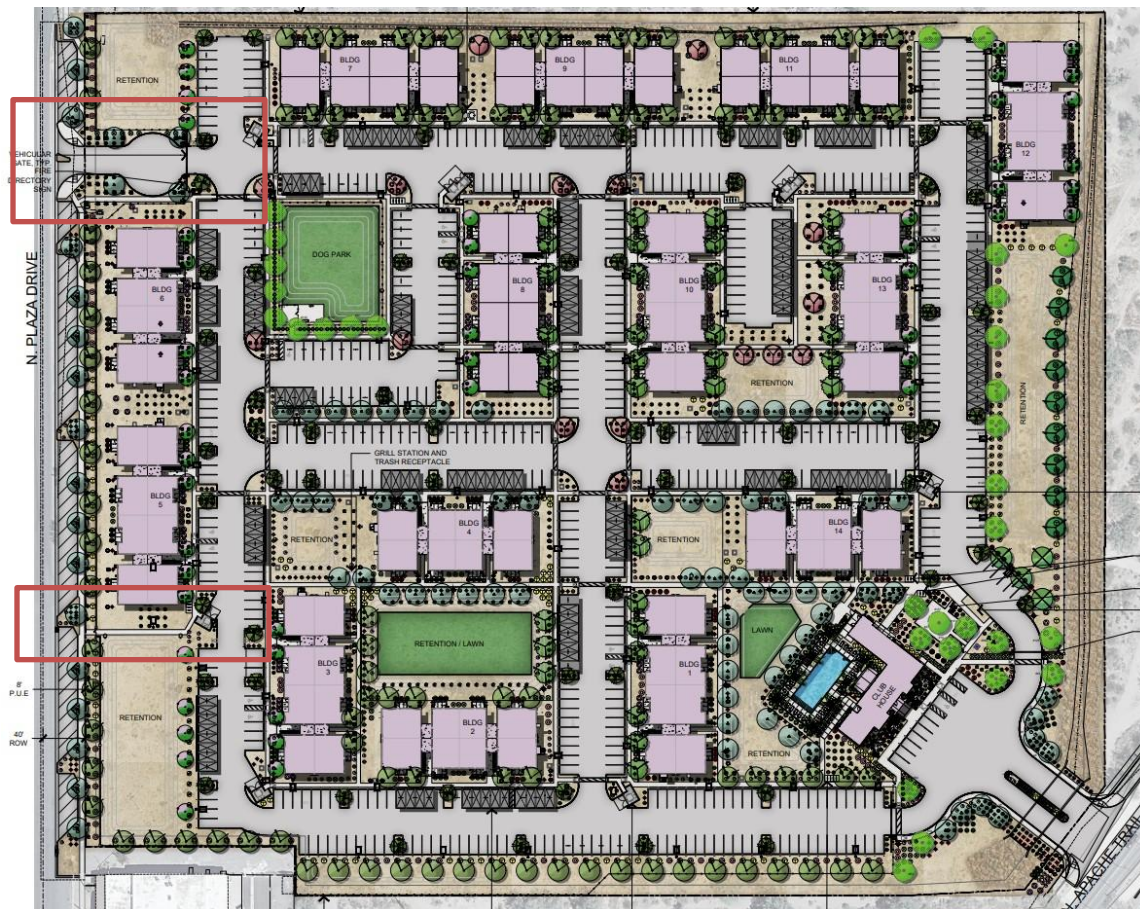 BLDG
7
BLDG
9
BLDG
11
RETENTION
BLDG
12
VEHICULAR
GATE, TYP.
FIRE
DIRECTORY
SIGN
N. PLAZA DRIVE
DOG PARK
BLDG
6
BLDG
8
BLDG
10
BLDG
13
RETENTION
RETENTION
GRILL STATION AND
TRASH RECEPTACLE
BLDG
5
BLDG
4
BLDG
14
RETENTION
RETENTION
LAWN
RETENTION / LAWN
BLDG
3
BLDG
1
CLUB
HOUSE
8'
P.U.E
RETENTION
BLDG
2
40'
ROW
RETENTION
APACHE TRAIL